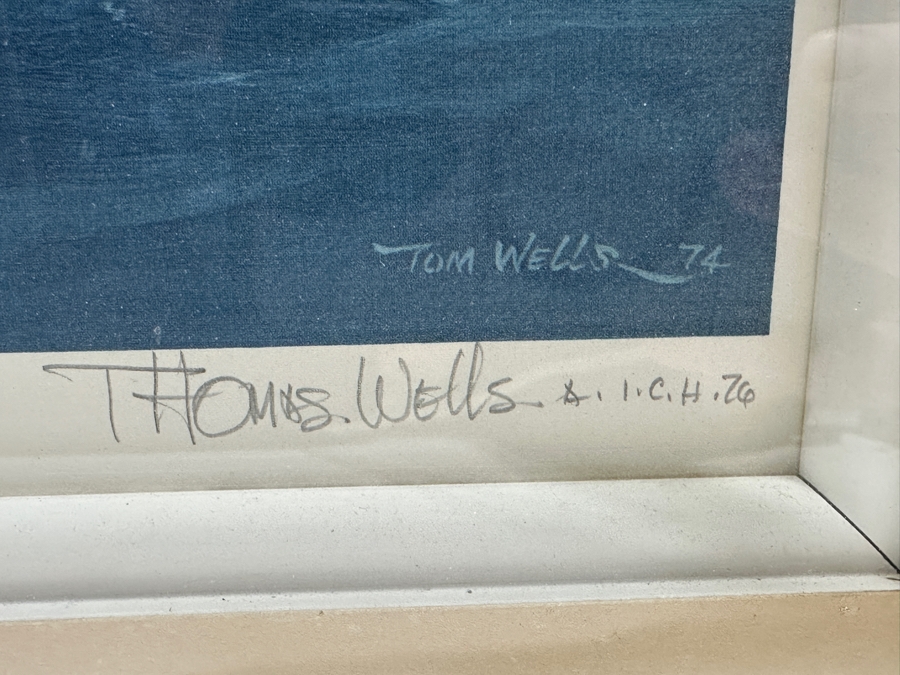 TOM WELLS 74
THOMAS. WELLS A. I.C.H. 76